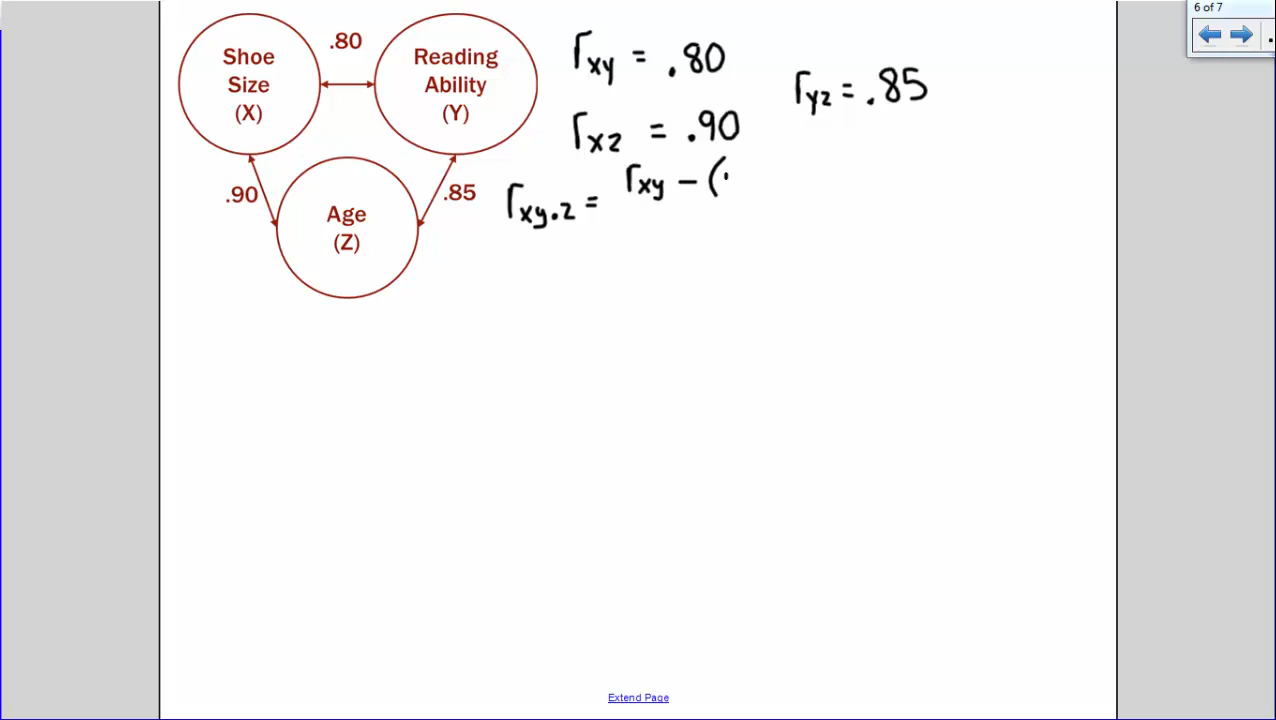 6 of 7
.80
Shoe
Size
(X)
Reading
Ability
(Y)
.90
.85
Age
(Z)
rxy = .80
ryz = .85
rxz = .90
rxy.z = rxy - (
Extend Page